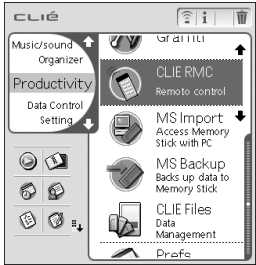 CLIÉ
i
Music/sound
Organizer
Productivity
Data Control
Setting
Graffiti
CLIE RMC
Remoto control
MS Import
Access Memory
Stick with PC
MS Backup
Backs up data to
Memory Stick
CLIE Files
Data
Management
Prefs